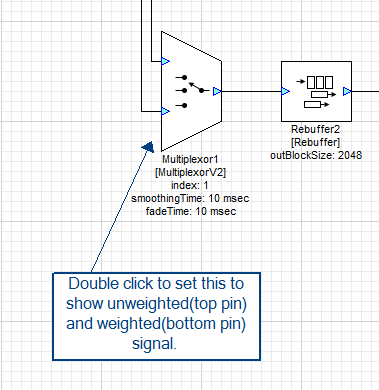 Multiplexor1
[MultiplexorV2]
index: 1
smoothingTime: 10 msec
fadeTime: 10 msec
Rebuffer2
[Rebuffer]
outBlockSize: 2048
Double click to set this to
show unweighted(top pin)
and weighted(bottom pin)
signal.